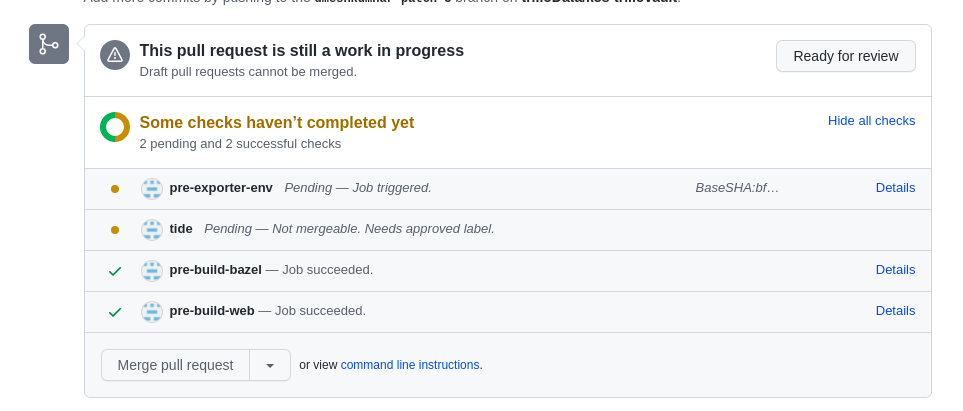 Add more commits by pushing to the branch on
This pull request is still a work in progress
Draft pull requests cannot be merged.
Ready for review
Some checks haven’t completed yet
2 pending and 2 successful checks
Hide all checks
pre-exporter-env Pending — Job triggered. BaseSHA:bf… Details
tide Pending — Not mergeable. Needs approved label.
pre-build-bazel — Job succeeded. Details
pre-build-web — Job succeeded. Details
Merge pull request or view command line instructions.